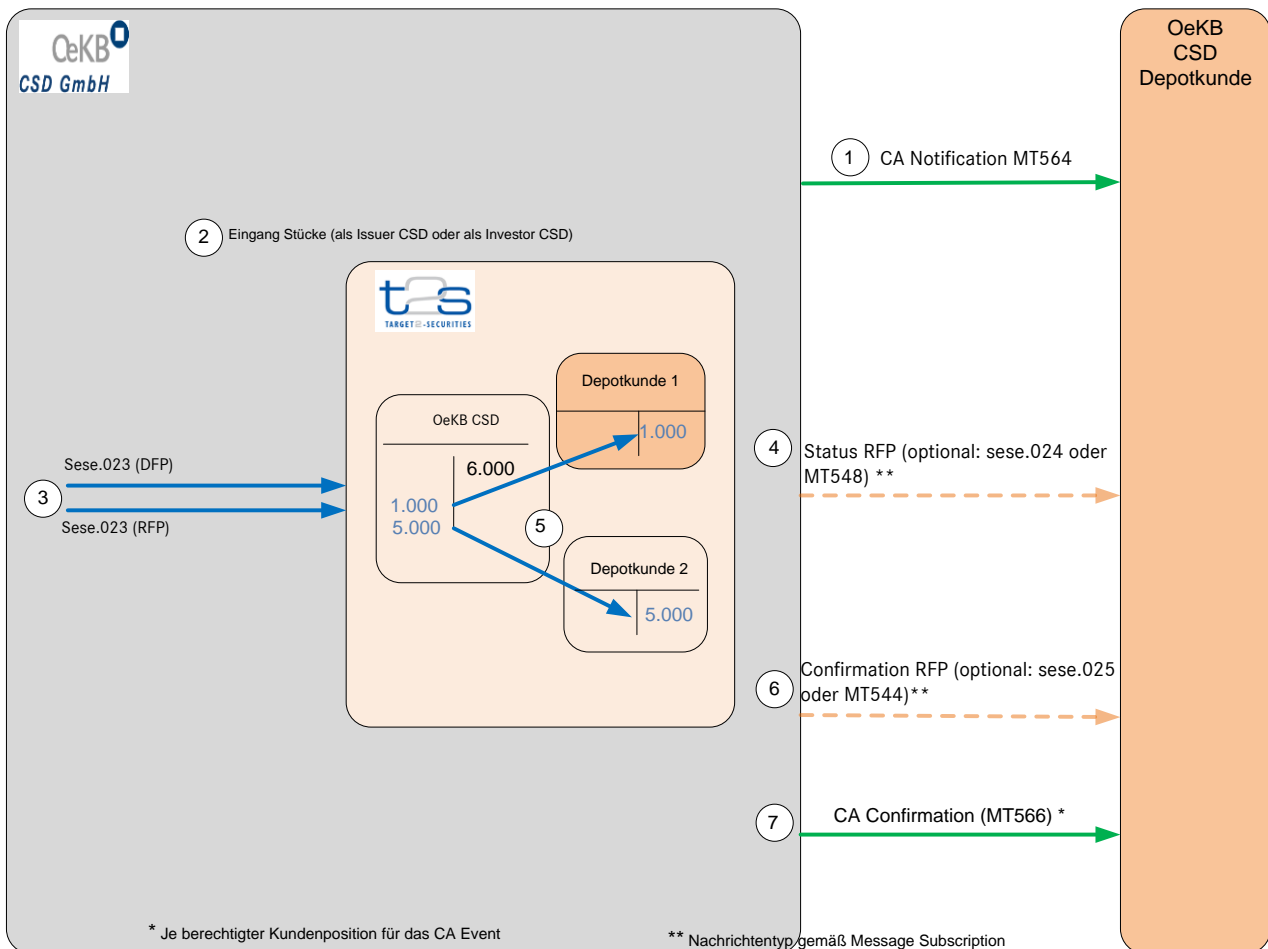 OeKB
CSD GmbH
OeKB
CSD
Depotkunde
1 CA Notification MT564
2 Eingang Stücke (als Issuer CSD oder als Investor CSD)
t2s
TARGET2-SECURITIES
Depotkunde 1
1.000
OeKB CSD
6.000
1.000
5.000
Sese.023 (DFP)
3
Sese.023 (RFP)
4 Status RFP (optional: sese.024 oder
MT548) **
5
Depotkunde 2
5.000
6 Confirmation RFP (optional: sese.025
oder MT544)**
7 CA Confirmation (MT566) *
* Je berechtigter Kundenposition für das CA Event
** Nachrichtentyp gemäß Message Subscription